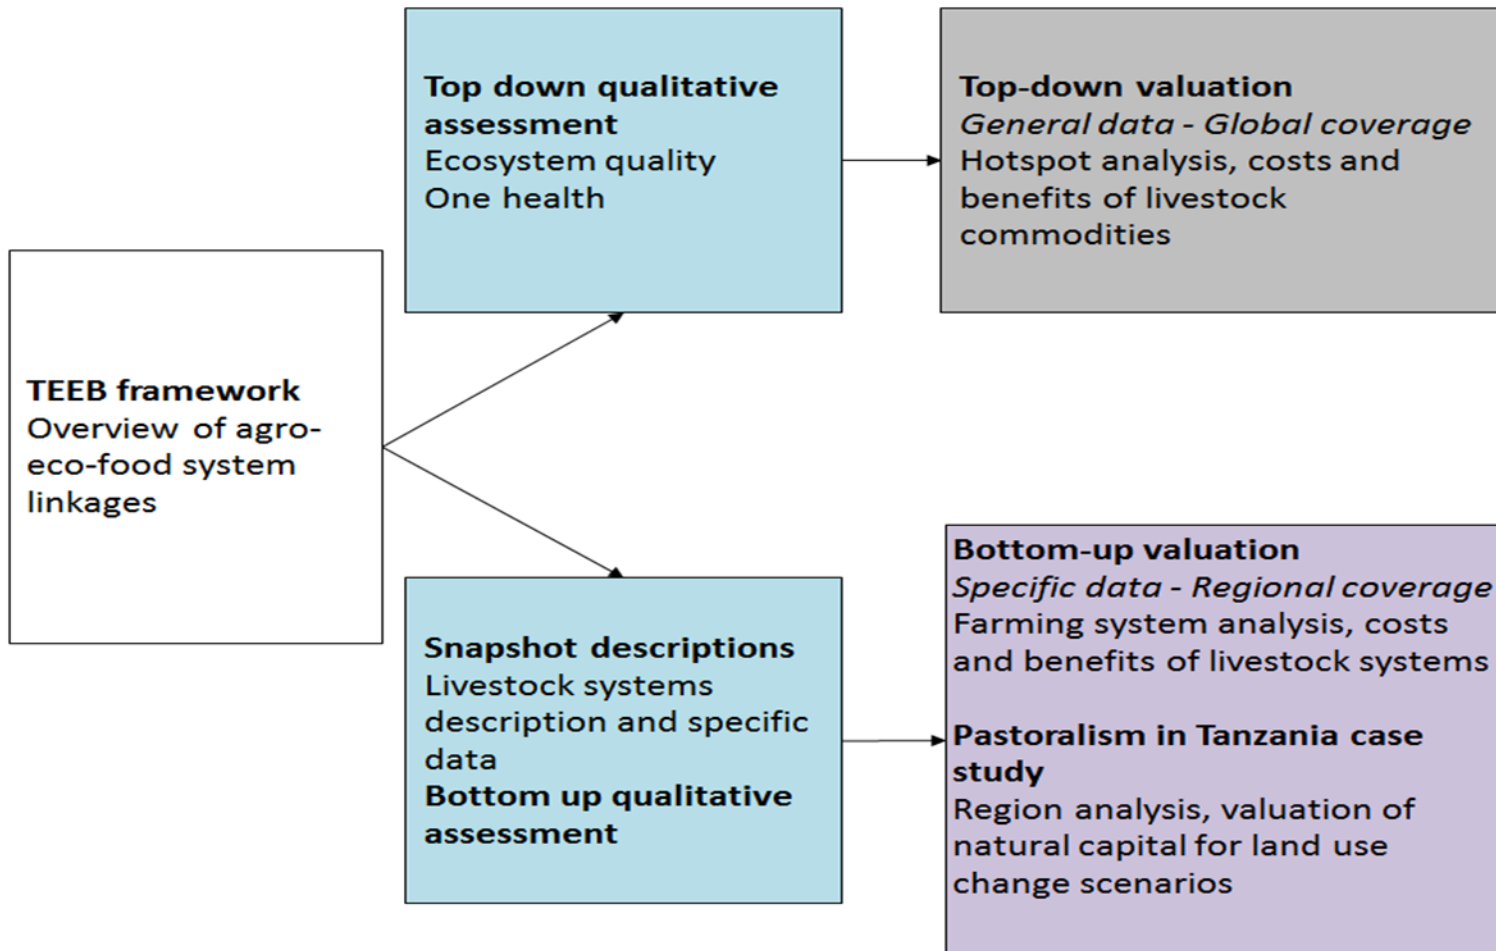 TEEB framework
Overview of agro-
eco-food system
linkages
Top down qualitative
assessment
Ecosystem quality
One health
Top-down valuation
General data - Global coverage
Hotspot analysis, costs and
benefits of livestock
commodities
Snapshot descriptions
Livestock systems
description and specific
data
Bottom up qualitative
assessment
Bottom-up valuation
Specific data - Regional coverage
Farming system analysis, costs
and benefits of livestock systems
Pastoralism in Tanzania case
study
Region analysis, valuation of
natural capital for land use
change scenarios